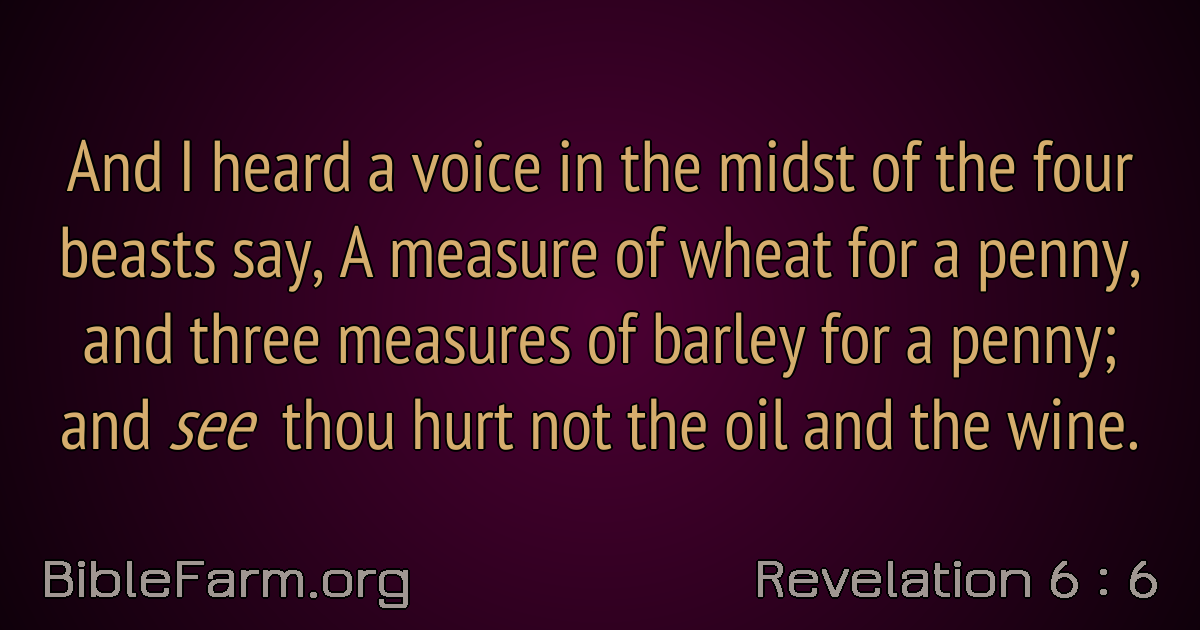 And I heard a voice in the midst of the four
beasts say, A measure of wheat for a penny,
and three measures of barley for a penny;
and see thou hurt not the oil and the wine.
BibleFarm.org
Revelation 6 : 6